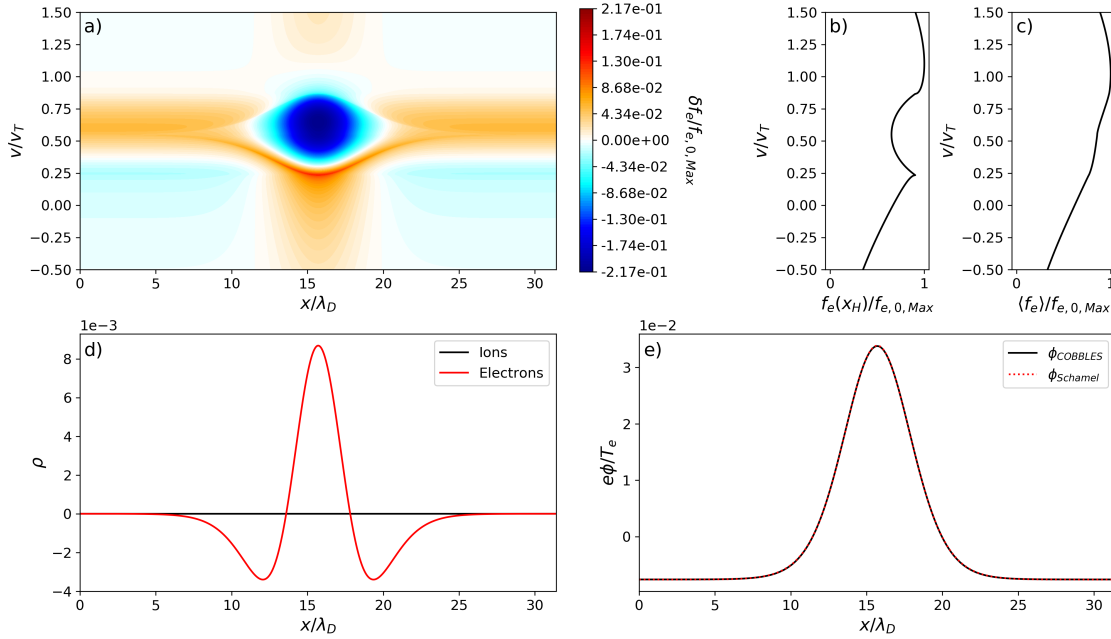 a)
1.50
1.25
1.00
0.75
0.50
0.25
0.00
−0.25
−0.50
v/v_T
0 5 10 15 20 25 30
x/λ_D
2.17e-01
1.74e-01
1.30e-01
8.68e-02
4.34e-02
0.00e+00
-4.34e-02
-8.68e-02
-1.30e-01
-1.74e-01
-2.17e-01
δf_e/f_{e,0,Max}
b)
1.50
1.25
1.00
0.75
0.50
0.25
0.00
−0.25
−0.50
v/v_T
0 1
f_e(x_H)/f_{e,0,Max}
c)
1.50
1.25
1.00
0.75
0.50
0.25
0.00
−0.25
−0.50
v/v_T
0 1
⟨f_e⟩/f_{e,0,Max}
1e−3
d)
Ions
Electrons
8
6
4
2
0
−2
−4
ρ
0 5 10 15 20 25 30
x/λ_D
1e−2
e)
ϕ_{COBBLES}
ϕ_{Schamel}
3
2
1
0
eϕ/T_e
0 5 10 15 20 25 30
x/λ_D